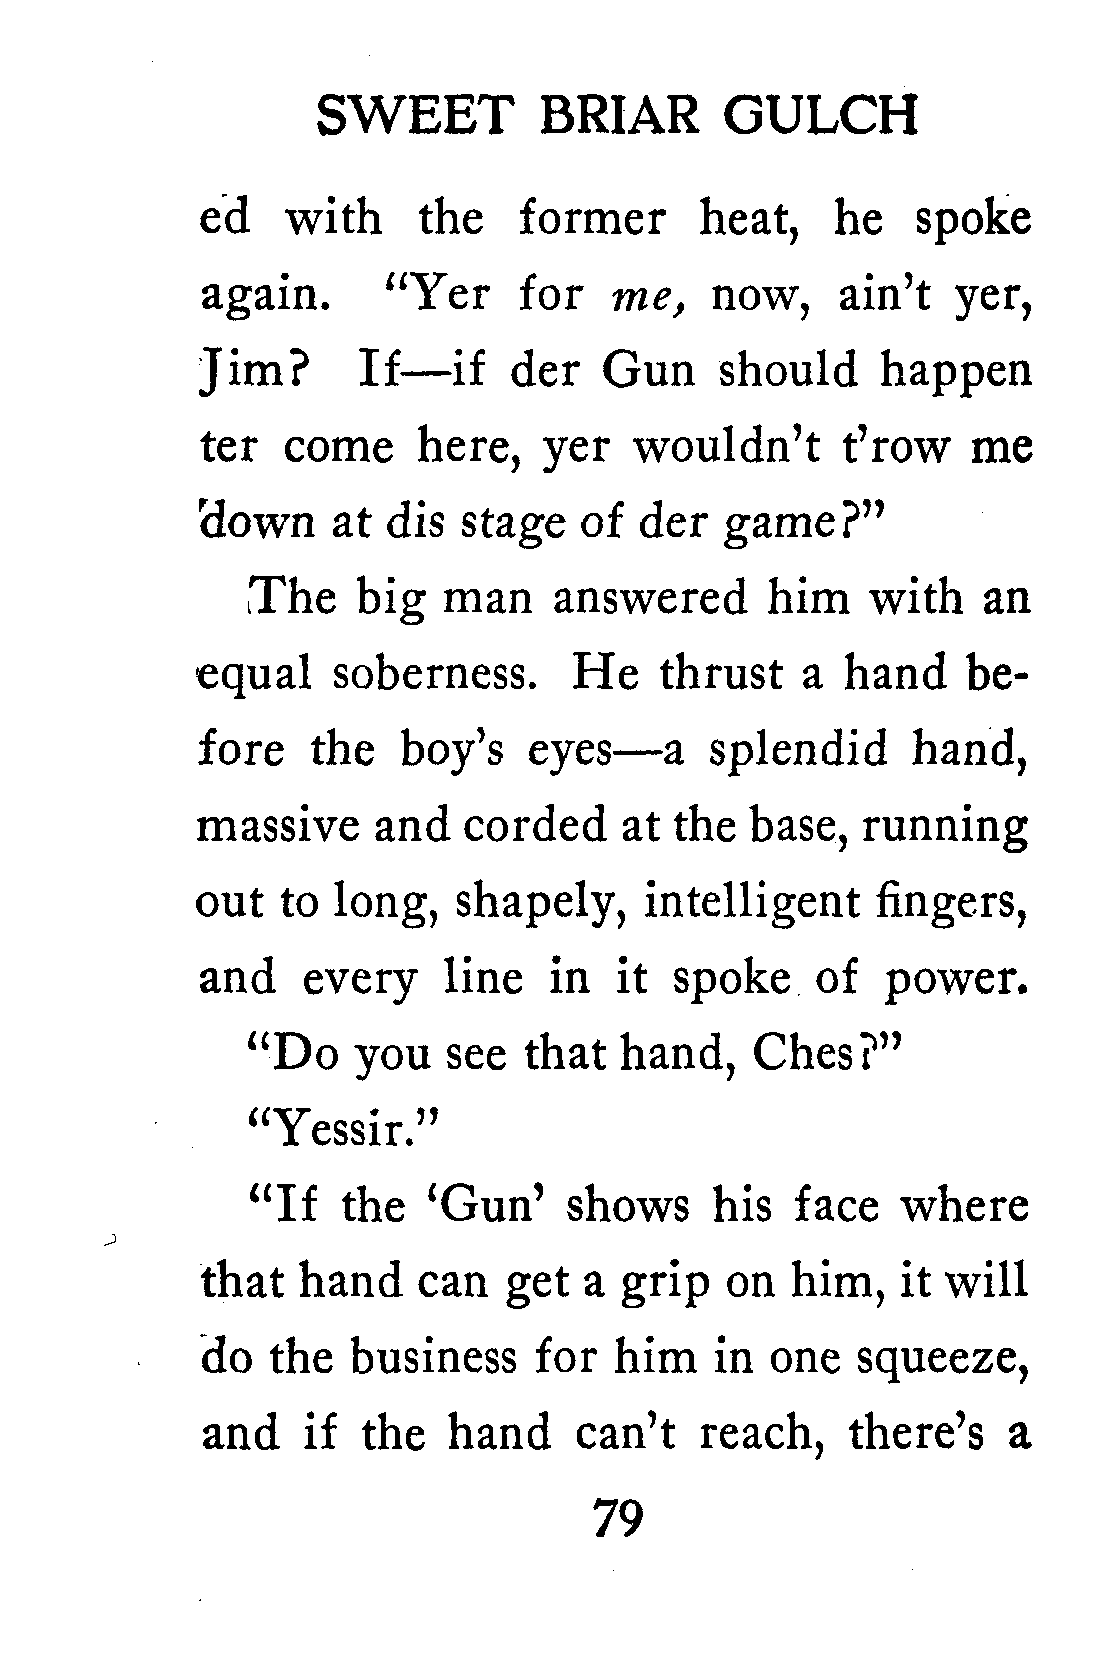 SWEET BRIAR GULCH
ed with the former heat, he spoke
again. “Yer for me, now, ain’t yer,
Jim? If—if der Gun should happen
ter come here, yer wouldn’t t’row me
down at dis stage of der game?”
The big man answered him with an
equal soberness. He thrust a hand be-
fore the boy’s eyes—a splendid hand,
massive and corded at the base, running
out to long, shapely, intelligent fingers,
and every line in it spoke of power.
“Do you see that hand, Ches?”
“Yessir.”
“If the ‘Gun’ shows his face where
that hand can get a grip on him, it will
do the business for him in one squeeze,
and if the hand can’t reach, there’s a
79